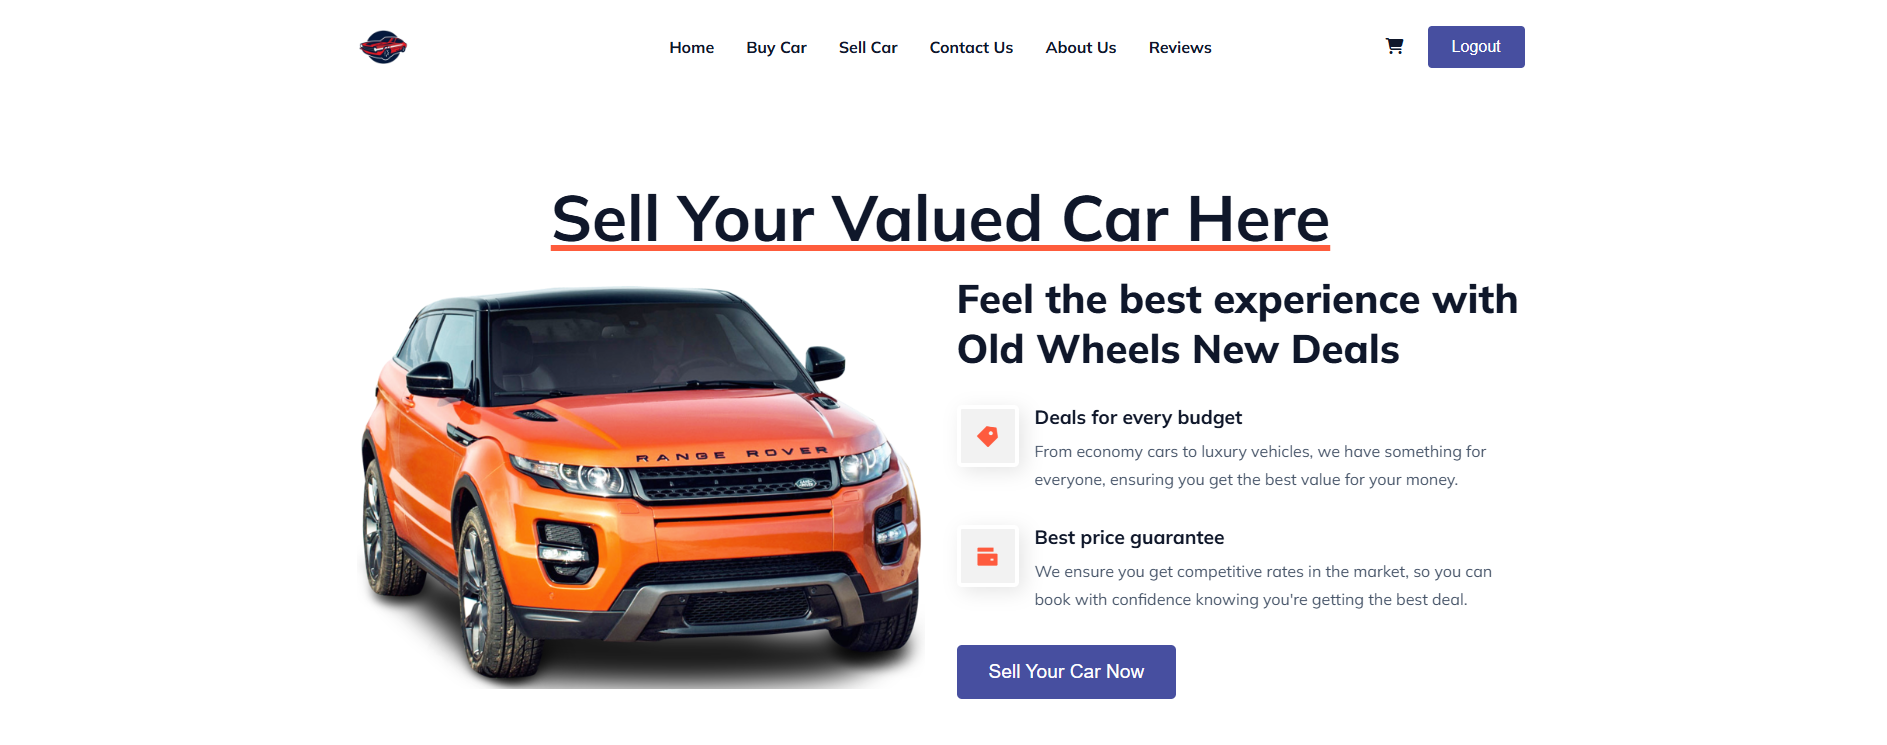 Home Buy Car Sell Car Contact Us About Us Reviews Logout
Sell Your Valued Car Here
Feel the best experience with
Old Wheels New Deals
RANGE ROVER
Deals for every budget
From economy cars to luxury vehicles, we have something for
everyone, ensuring you get the best value for your money.
Best price guarantee
We ensure you get competitive rates in the market, so you can
book with confidence knowing you're getting the best deal.
Sell Your Car Now